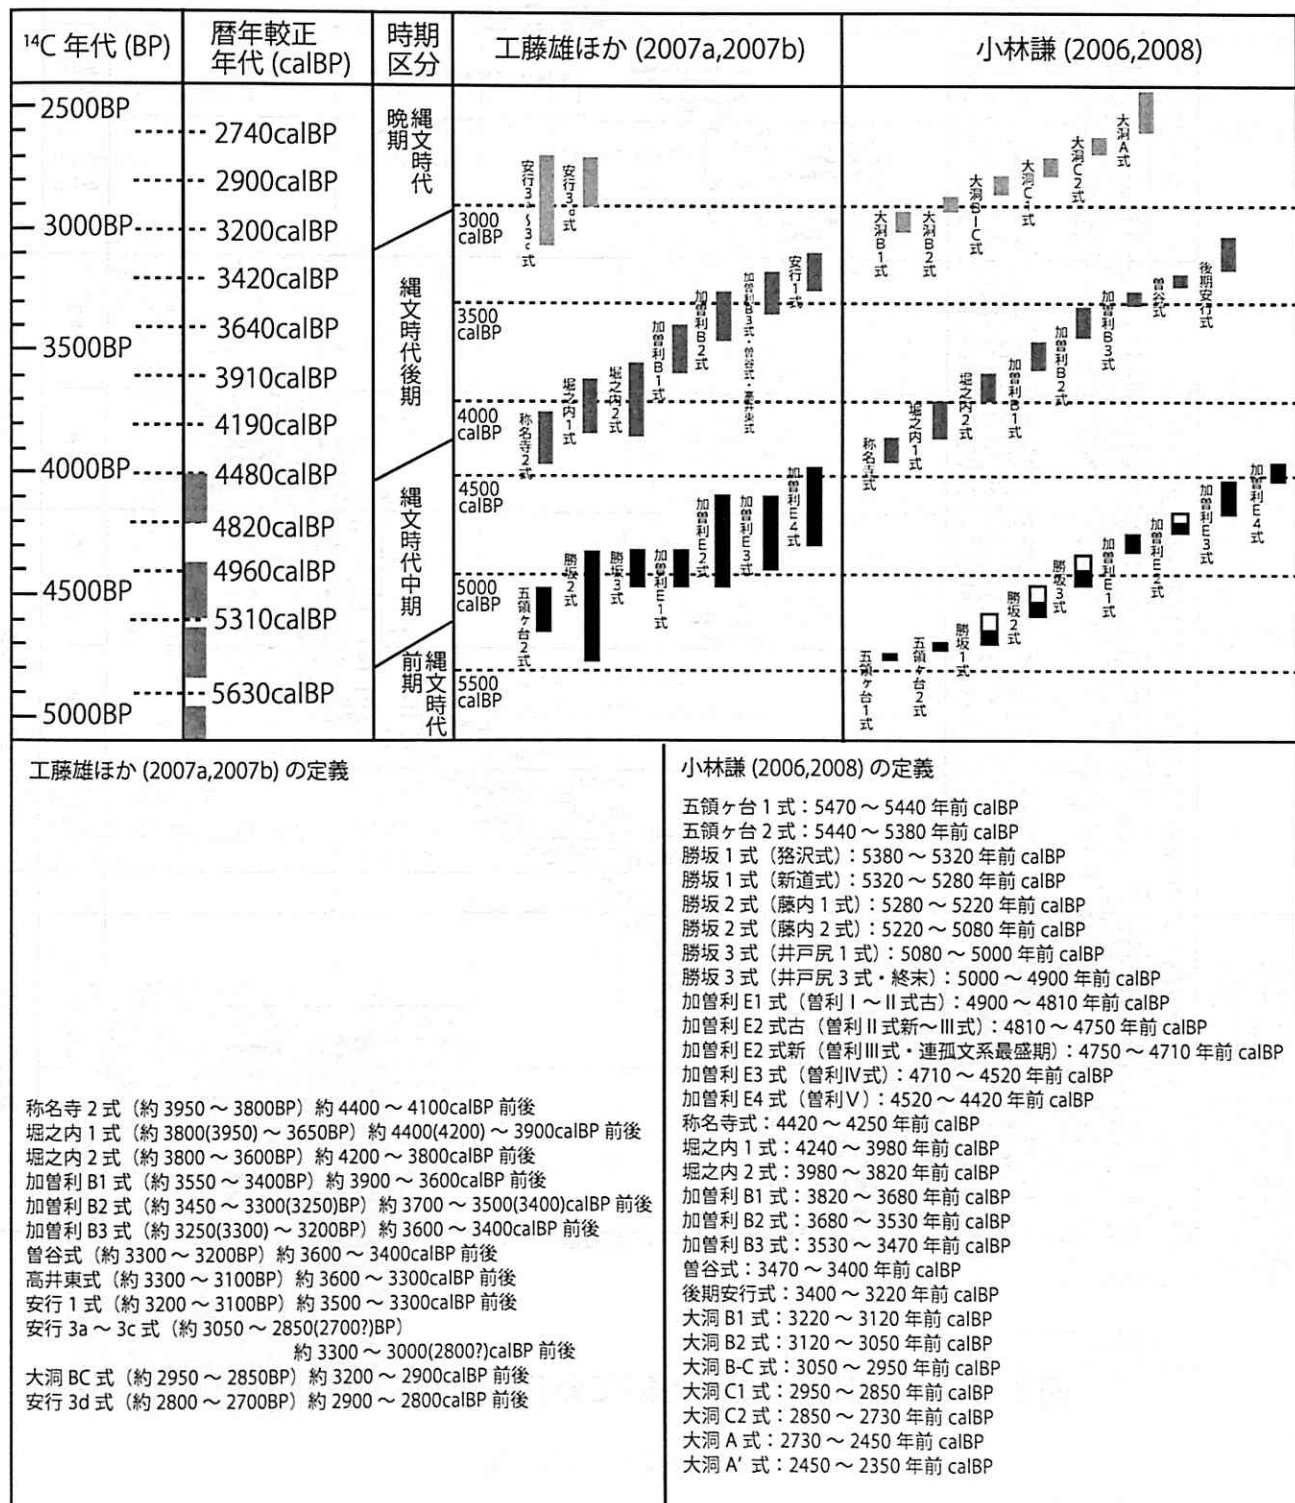 ¹⁴C 年代 (BP)
暦年較正
年代 (calBP)
時期
区分
工藤雄ほか (2007a,2007b)
小林謙 (2006,2008)
2500BP
3000BP
3500BP
4000BP
4500BP
5000BP
2740calBP
2900calBP
3200calBP
3420calBP
3640calBP
3910calBP
4190calBP
4480calBP
4820calBP
4960calBP
5310calBP
5630calBP
縄文時代
晩期
縄文時代後期
縄文時代中期
縄文時代
前期
3000
calBP
3500
calBP
4000
calBP
4500
calBP
5000
calBP
5500
calBP
安行3a～3c式
安行3d式
称名寺2式
堀之内1式
堀之内2式
加曽利B1式
加曽利B2式
加曽利B3式・曽谷式・高井東式
安行1式
五領ヶ台2式
勝坂2式
勝坂3式
加曽利E1式
加曽利E2式
加曽利E3式
加曽利E4式
大洞B1式
大洞B2式
大洞B-C式
大洞C1式
大洞C2式
大洞A式
称名寺式
堀之内1式
堀之内2式
加曽利B1式
加曽利B2式
加曽利B3式
曽谷式
後期安行式
五領ヶ台1式
五領ヶ台2式
勝坂1式
勝坂2式
勝坂3式
加曽利E1式
加曽利E2式
加曽利E3式
加曽利E4式
工藤雄ほか (2007a,2007b) の定義
称名寺 2 式（約 3950 ～ 3800BP）約 4400 ～ 4100calBP 前後
堀之内 1 式（約 3800(3950) ～ 3650BP）約 4400(4200) ～ 3900calBP 前後
堀之内 2 式（約 3800 ～ 3600BP）約 4200 ～ 3800calBP 前後
加曽利 B1 式（約 3550 ～ 3400BP）約 3900 ～ 3600calBP 前後
加曽利 B2 式（約 3450 ～ 3300(3250)BP）約 3700 ～ 3500(3400)calBP 前後
加曽利 B3 式（約 3250(3300) ～ 3200BP）約 3600 ～ 3400calBP 前後
曽谷式（約 3300 ～ 3200BP）約 3600 ～ 3400calBP 前後
高井東式（約 3300 ～ 3100BP）約 3600 ～ 3300calBP 前後
安行 1 式（約 3200 ～ 3100BP）約 3500 ～ 3300calBP 前後
安行 3a ～ 3c 式（約 3050 ～ 2850(2700?)BP）
約 3300 ～ 3000(2800?)calBP 前後
大洞 BC 式（約 2950 ～ 2850BP）約 3200 ～ 2900calBP 前後
安行 3d 式（約 2800 ～ 2700BP）約 2900 ～ 2800calBP 前後
小林謙 (2006,2008) の定義
五領ヶ台 1 式：5470 ～ 5440 年前 calBP
五領ヶ台 2 式：5440 ～ 5380 年前 calBP
勝坂 1 式（狢沢式）：5380 ～ 5320 年前 calBP
勝坂 1 式（新道式）：5320 ～ 5280 年前 calBP
勝坂 2 式（藤内 1 式）：5280 ～ 5220 年前 calBP
勝坂 2 式（藤内 2 式）：5220 ～ 5080 年前 calBP
勝坂 3 式（井戸尻 1 式）：5080 ～ 5000 年前 calBP
勝坂 3 式（井戸尻 3 式・終末）：5000 ～ 4900 年前 calBP
加曽利 E1 式（曽利Ⅰ～Ⅱ式古）：4900 ～ 4810 年前 calBP
加曽利 E2 式古（曽利Ⅱ式新～Ⅲ式）：4810 ～ 4750 年前 calBP
加曽利 E2 式新（曽利Ⅲ式・連孤文系最盛期）：4750 ～ 4710 年前 calBP
加曽利 E3 式（曽利Ⅳ式）：4710 ～ 4520 年前 calBP
加曽利 E4 式（曽利Ⅴ）：4520 ～ 4420 年前 calBP
称名寺式：4420 ～ 4250 年前 calBP
堀之内 1 式：4240 ～ 3980 年前 calBP
堀之内 2 式：3980 ～ 3820 年前 calBP
加曽利 B1 式：3820 ～ 3680 年前 calBP
加曽利 B2 式：3680 ～ 3530 年前 calBP
加曽利 B3 式：3530 ～ 3470 年前 calBP
曽谷式：3470 ～ 3400 年前 calBP
後期安行式：3400 ～ 3220 年前 calBP
大洞 B1 式：3220 ～ 3120 年前 calBP
大洞 B2 式：3120 ～ 3050 年前 calBP
大洞 B-C 式：3050 ～ 2950 年前 calBP
大洞 C1 式：2950 ～ 2850 年前 calBP
大洞 C2 式：2850 ～ 2730 年前 calBP
大洞 A 式：2730 ～ 2450 年前 calBP
大洞 A′ 式：2450 ～ 2350 年前 calBP